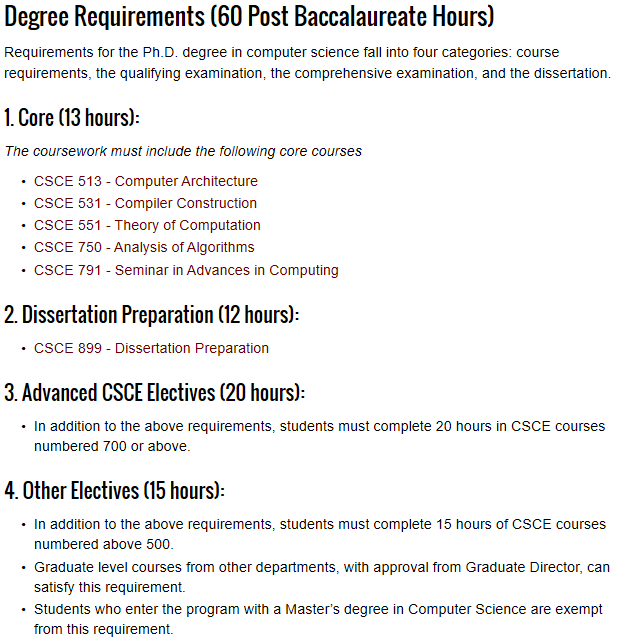 Degree Requirements (60 Post Baccalaureate Hours)
Requirements for the Ph.D. degree in computer science fall into four categories: course
requirements, the qualifying examination, the comprehensive examination, and the dissertation.
1. Core (13 hours):
The coursework must include the following core courses
• CSCE 513 - Computer Architecture
• CSCE 531 - Compiler Construction
• CSCE 551 - Theory of Computation
• CSCE 750 - Analysis of Algorithms
• CSCE 791 - Seminar in Advances in Computing
2. Dissertation Preparation (12 hours):
• CSCE 899 - Dissertation Preparation
3. Advanced CSCE Electives (20 hours):
• In addition to the above requirements, students must complete 20 hours in CSCE courses
numbered 700 or above.
4. Other Electives (15 hours):
• In addition to the above requirements, students must complete 15 hours of CSCE courses
numbered above 500.
• Graduate level courses from other departments, with approval from Graduate Director, can
satisfy this requirement.
• Students who enter the program with a Master’s degree in Computer Science are exempt
from this requirement.